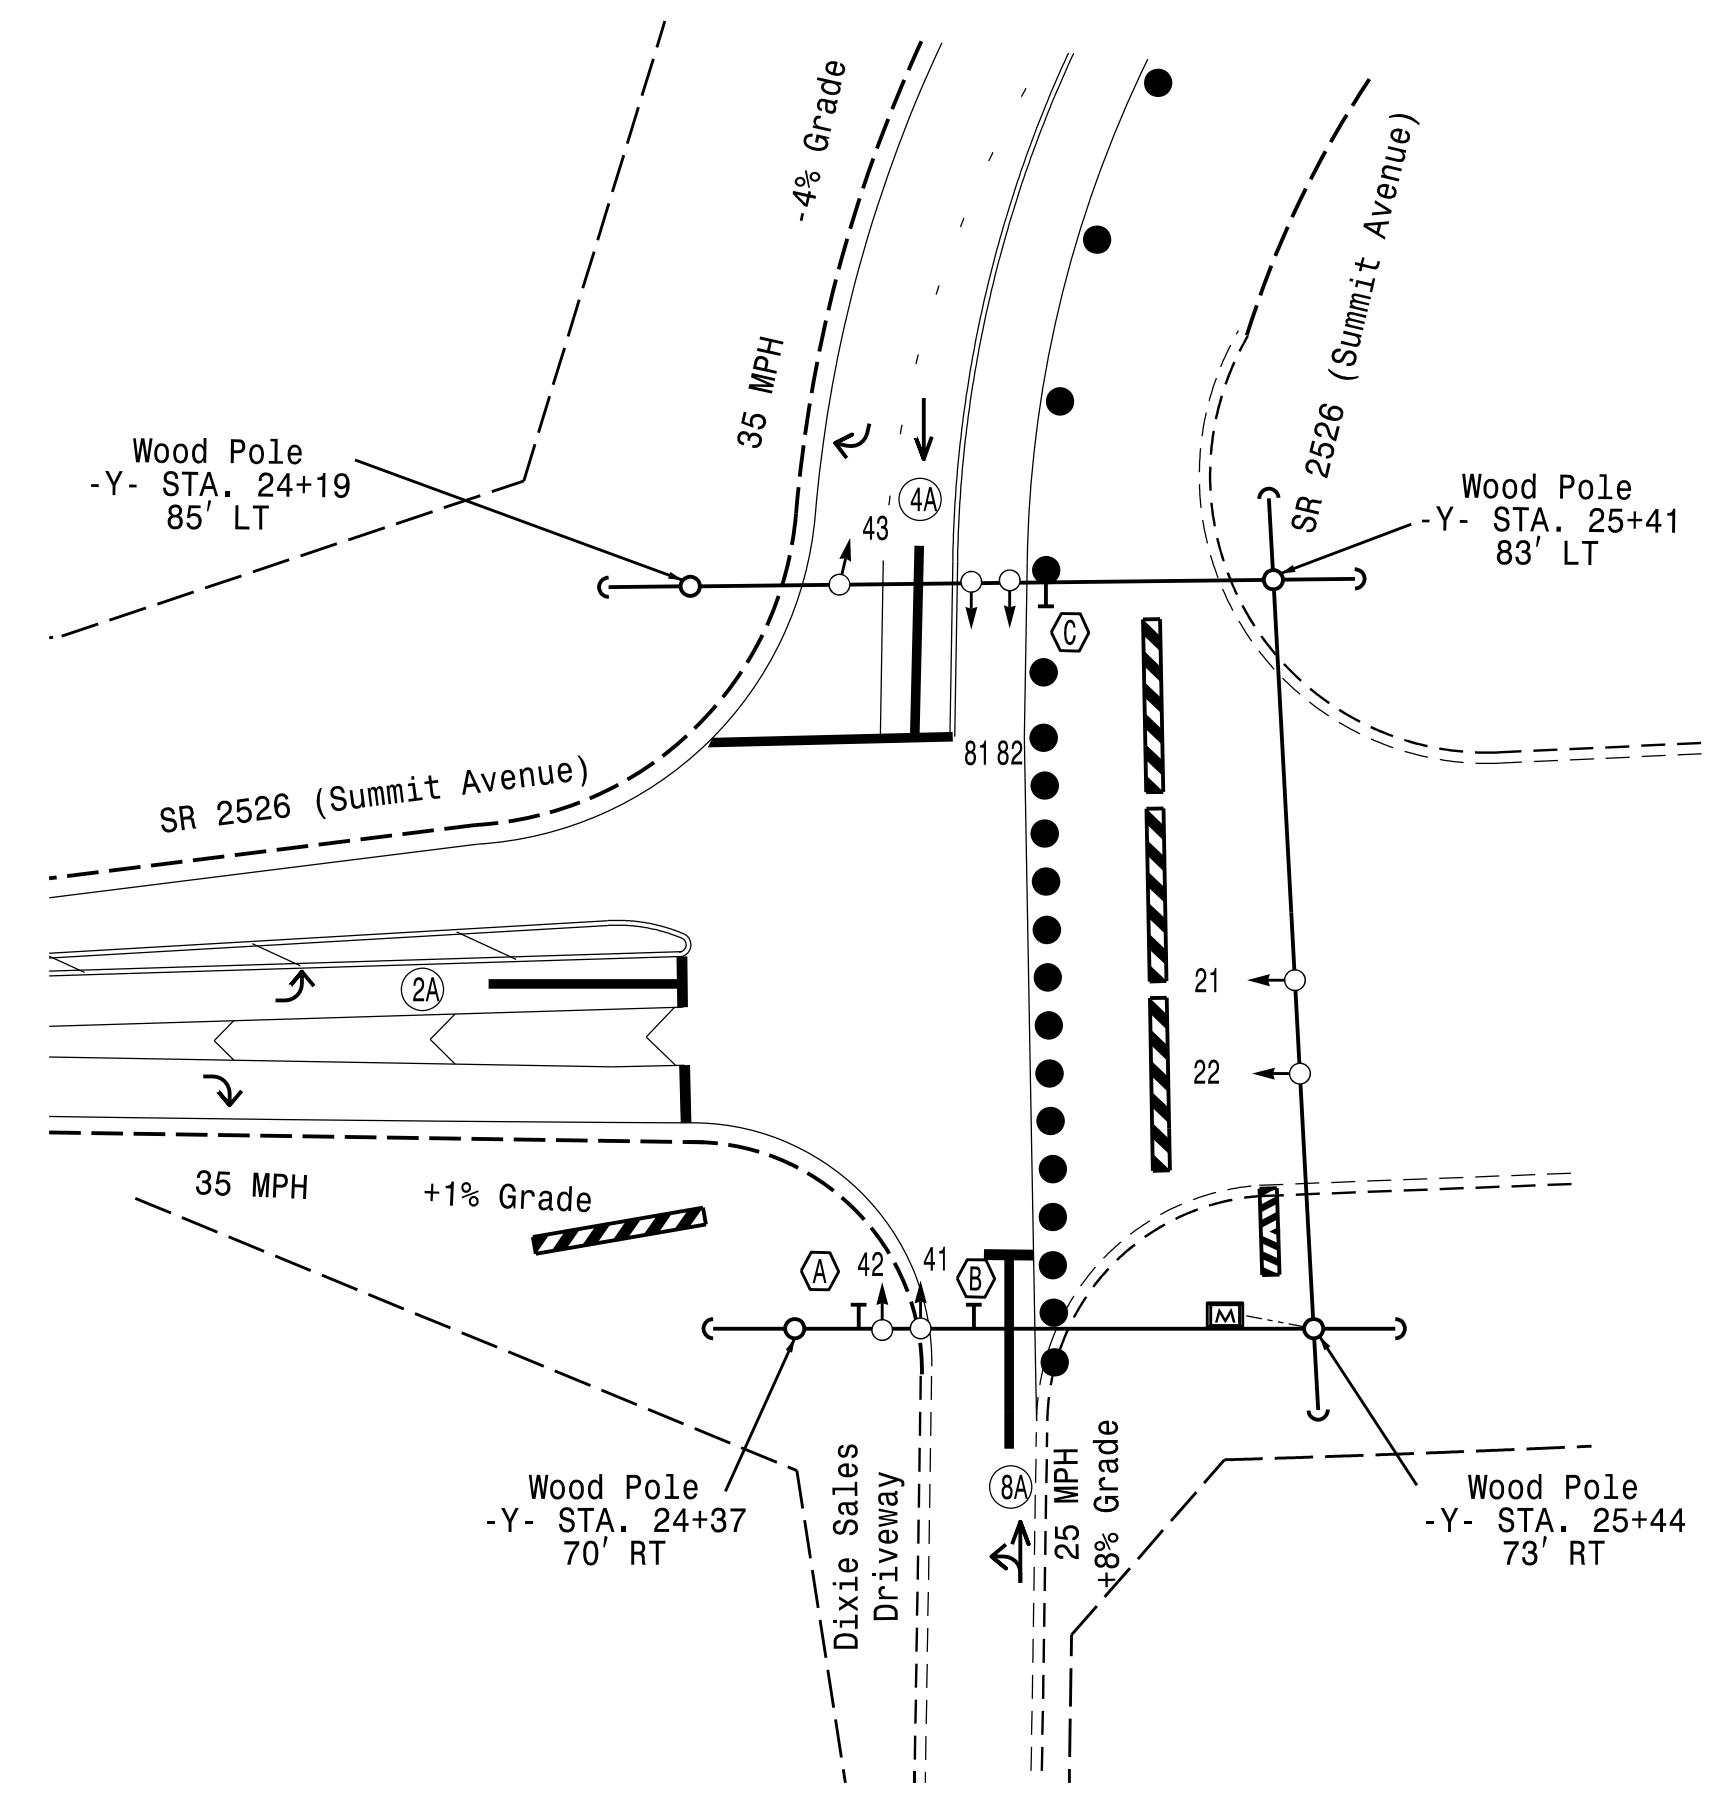 -4% Grade
35 MPH
SR 2526 (Summit Avenue)
Wood Pole
-Y- STA. 24+19
85' LT
Wood Pole
-Y- STA. 25+41
83' LT
4A
43
C
81 82
SR 2526 (Summit Avenue)
2A
21
22
35 MPH
+1% Grade
A
42
41
B
M
Wood Pole
-Y- STA. 24+37
70' RT
Dixie Sales
Driveway
8A
25 MPH
+8% Grade
Wood Pole
-Y- STA. 25+44
73' RT